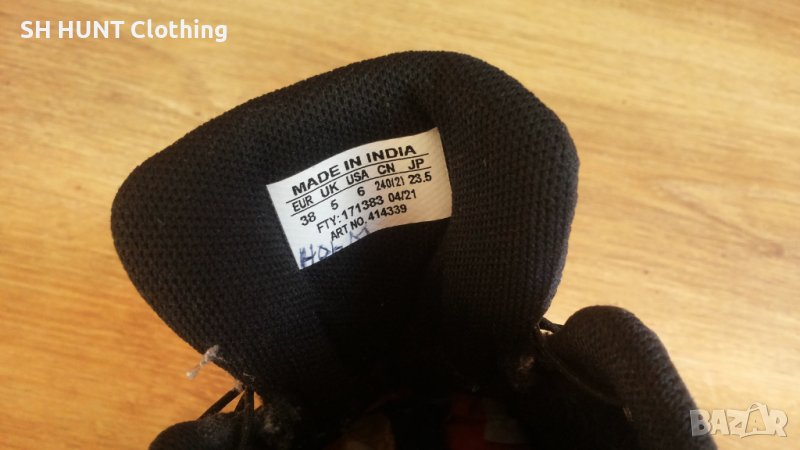 SH HUNT Clothing
MADE IN INDIA
EUR UK USA CN JP
38 5 6 240(2) 23.5
FTY: 171383 04/21
ART NO. 414339
HOLM
BAZAR